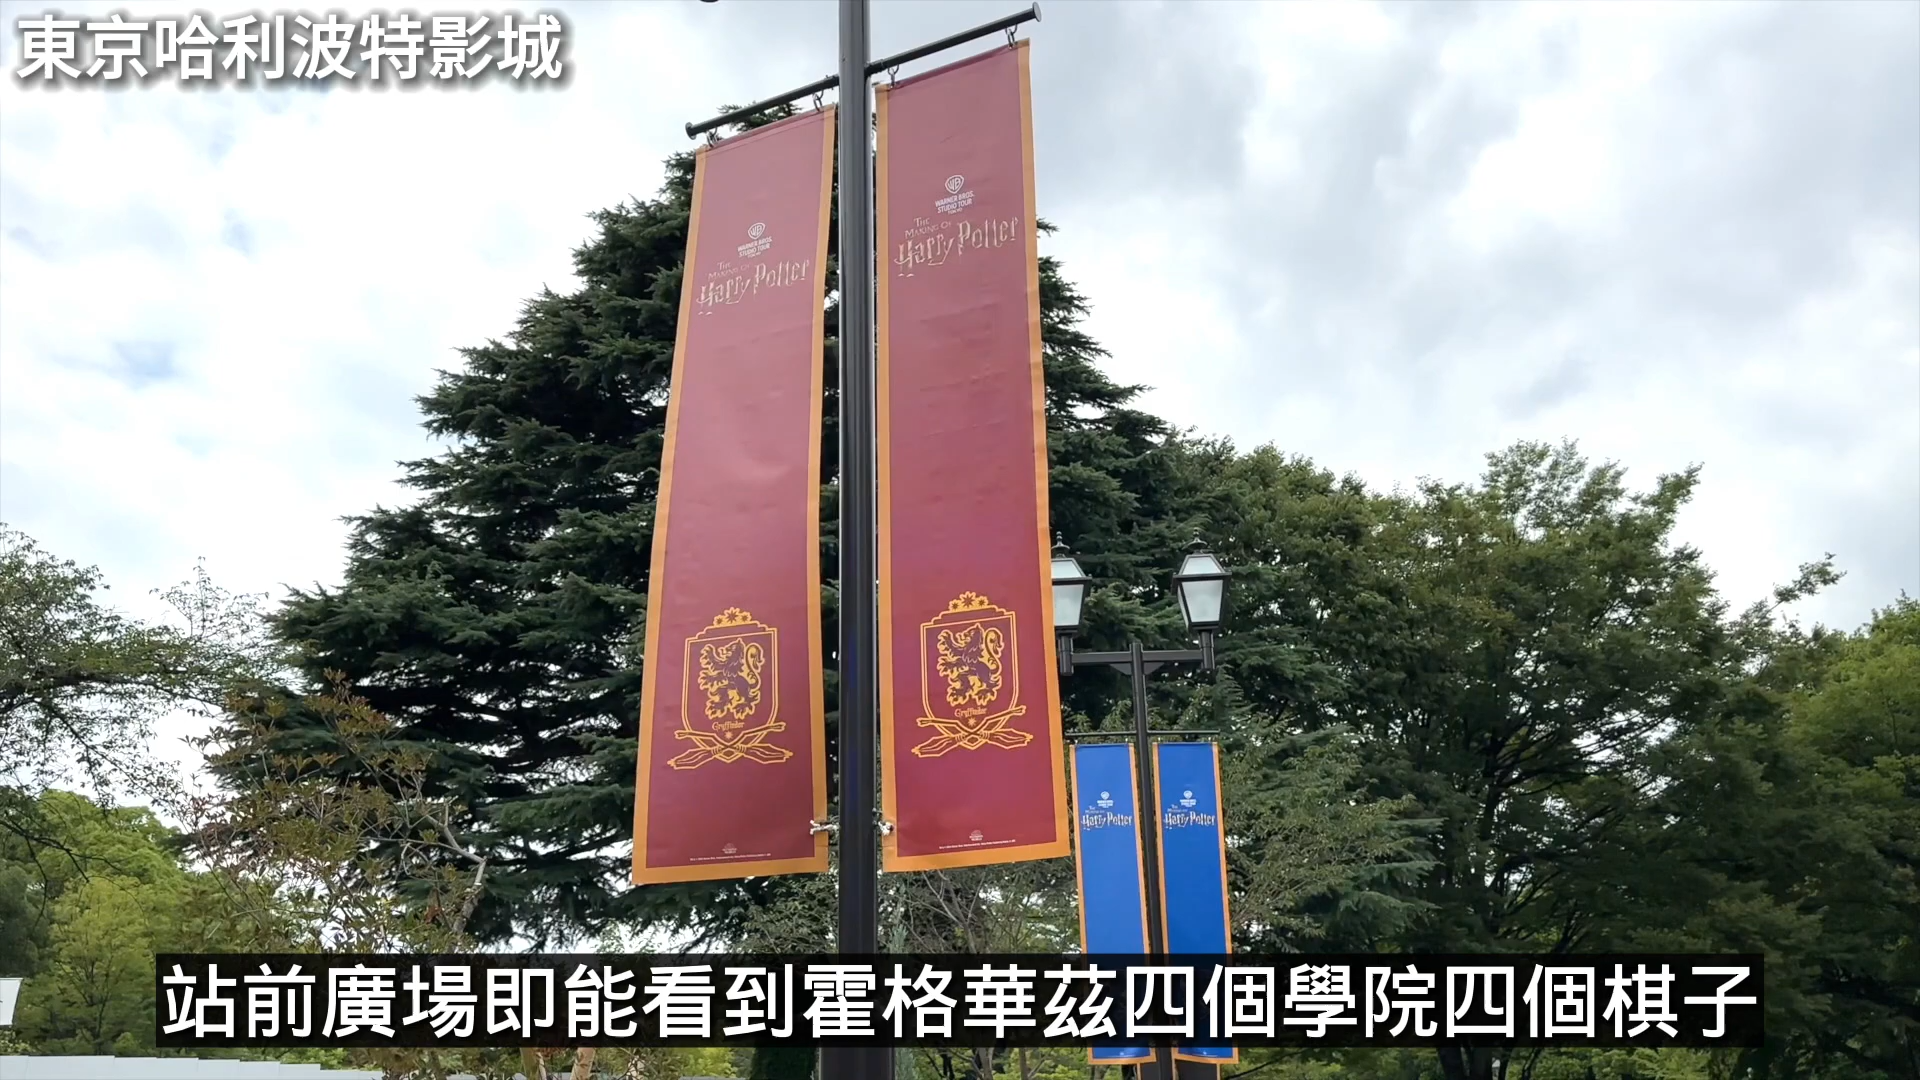 東京哈利波特影城
WARNER BROS.
STUDIO TOUR
TOKYO
THE
MAKING OF
Harry Potter
Gryffindor
WARNER BROS.
STUDIO TOUR
TOKYO
THE
MAKING OF
Harry Potter
Gryffindor
Harry Potter
Harry Potter
站前廣場即能看到霍格華茲四個學院四個棋子